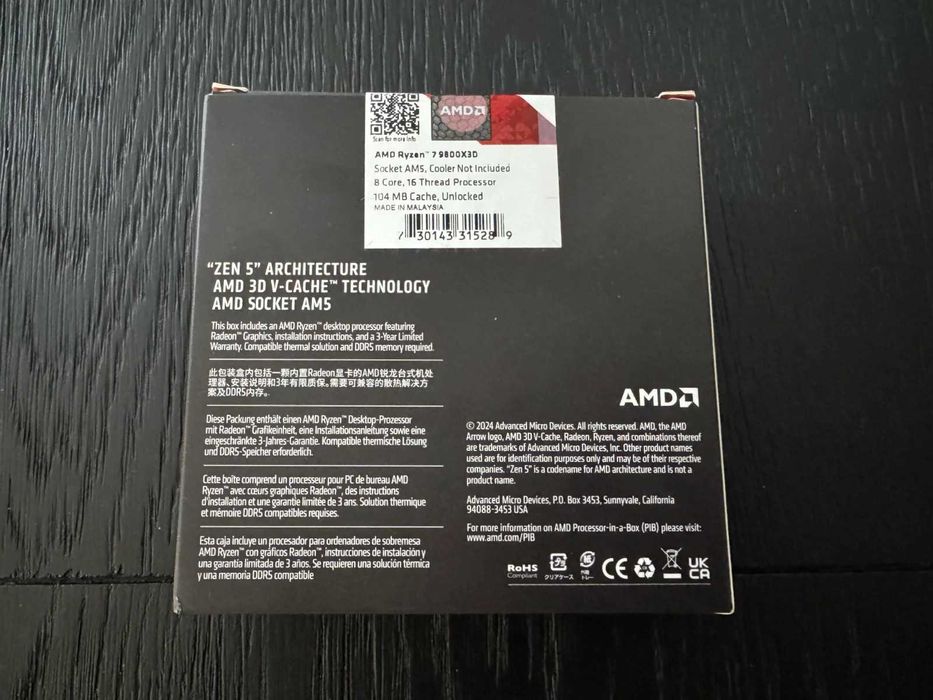 AMD
Scan for more info
AMD Ryzen™ 7 9800X3D
Socket AM5, Cooler Not Included
8 Core, 16 Thread Processor
104 MB Cache, Unlocked
MADE IN MALAYSIA
7 30143 31528 9
“ZEN 5” ARCHITECTURE
AMD 3D V-CACHE™ TECHNOLOGY
AMD SOCKET AM5
This box includes an AMD Ryzen™ desktop processor featuring
Radeon™ Graphics, installation instructions, and a 3-Year Limited
Warranty. Compatible thermal solution and DDR5 memory required.
此包装盒内包括一颗内置Radeon显卡的AMD锐龙台式机处
理器、安装说明和3年有限质保。需要可兼容的散热解决方
案及DDR5内存。
Diese Packung enthält einen AMD Ryzen™ Desktop-Prozessor
mit Radeon™ Grafikeinheit, eine Installationsanleitung sowie eine
eingeschränkte 3-Jahres-Garantie. Kompatible thermische Lösung
und DDR5-Speicher erforderlich.
Cette boîte comprend un processeur pour PC de bureau AMD
Ryzen™ avec cœurs graphiques Radeon™, des instructions
d’installation et une garantie limitée de 3 ans. Solution thermique
et mémoire DDR5 compatibles requises.
Esta caja incluye un procesador para ordenadores de sobremesa
AMD Ryzen™ con gráficos Radeon™, instrucciones de instalación y
una garantía limitada de 3 años. Se requieren una solución térmica
y una memoria DDR5 compatible
AMD
© 2024 Advanced Micro Devices. All rights reserved. AMD, the AMD
Arrow logo, AMD 3D V-Cache, Radeon, Ryzen, and combinations thereof
are trademarks of Advanced Micro Devices, Inc. Other product names
used are for identification purposes only and may be of their respective
companies. “Zen 5” is a codename for AMD architecture and is not a
product name.
Advanced Micro Devices, P.O. Box 3453, Sunnyvale, California
94088-3453 USA
For more information on AMD Processor-in-a-Box (PIB) please visit:
www.amd.com/PIB
RoHS
Compliant
プラ
クリアケース
紙
トレー
CE
UK
CA